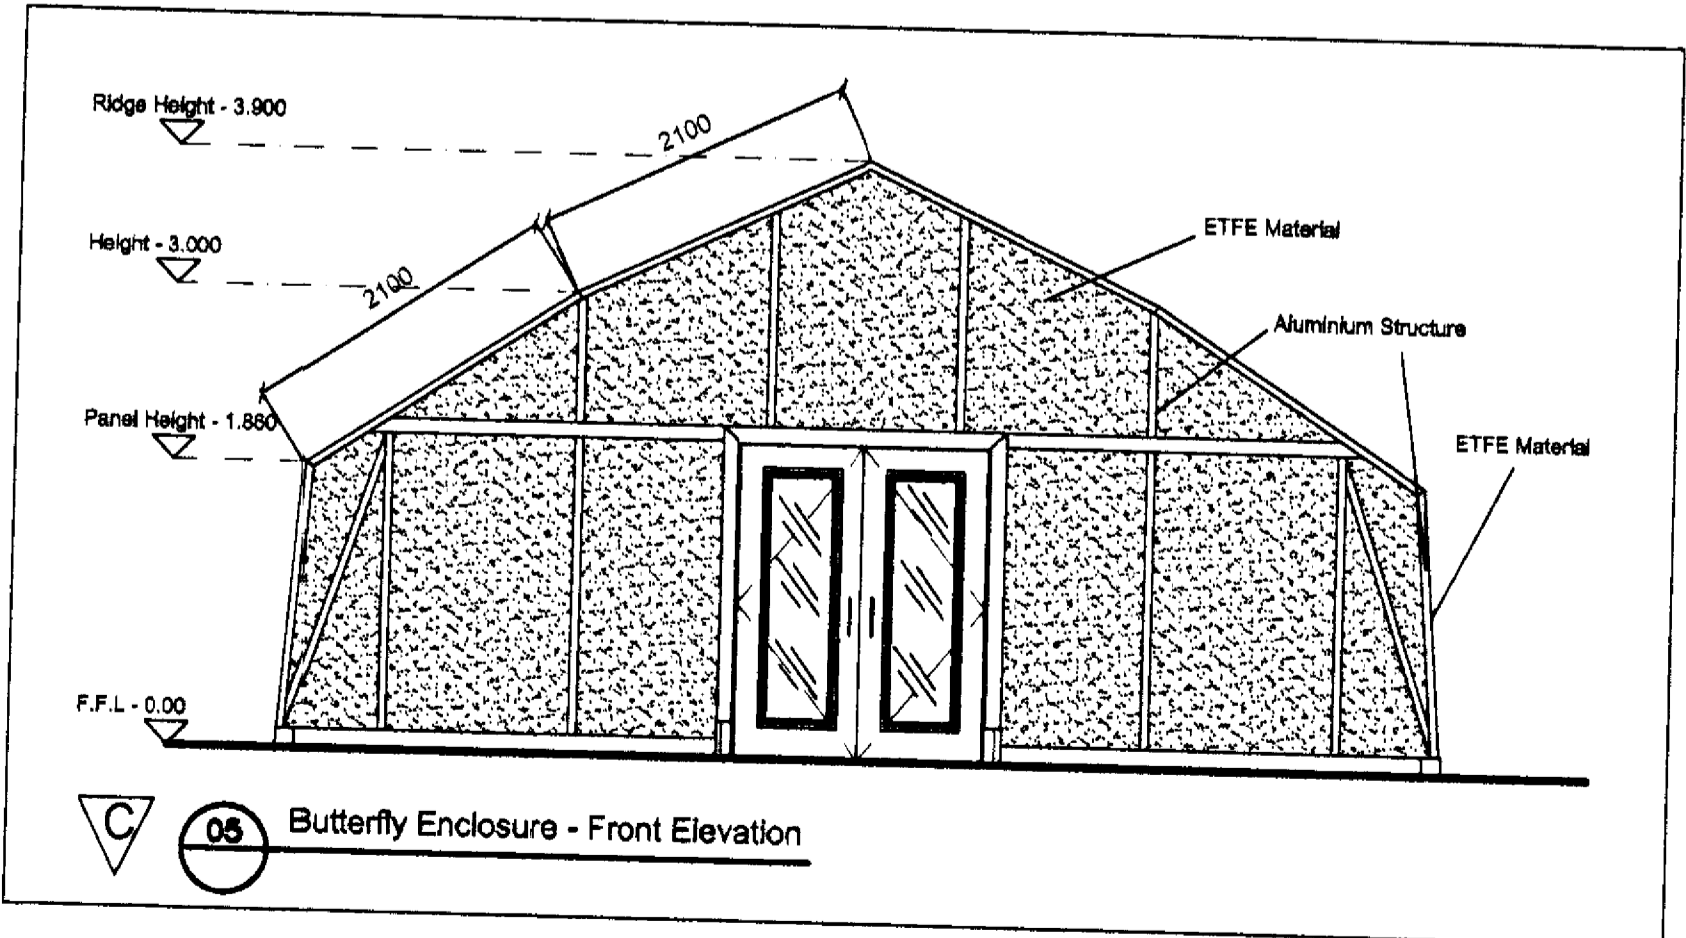 Ridge Height - 3.900
2100
ETFE Material
Height - 3.000
2100
Aluminium Structure
Panel Height - 1.860
ETFE Material
F.F.L - 0.00
C
05
Butterfly Enclosure - Front Elevation